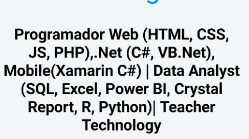 Programador Web (HTML, CSS,
JS, PHP),.Net (C#, VB.Net),
Mobile(Xamarin C#) | Data Analyst
(SQL, Excel, Power BI, Crystal
Report, R, Python)| Teacher
Technology